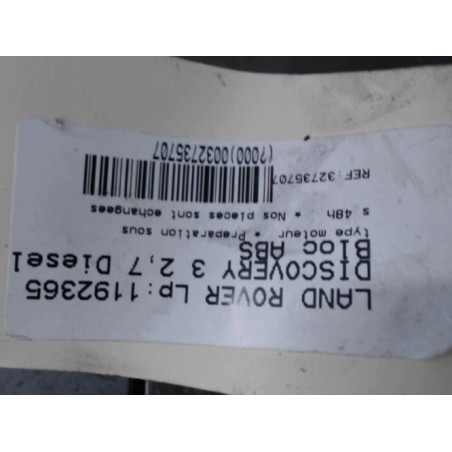 LAND ROVER Lp:1192365
DISCOVERY 3 2,7 Diesel
Bloc ABS
type moteur * Preparation sous
s 48h * Nos pieces sont echangees
REF:32735707
(7000)0032735707